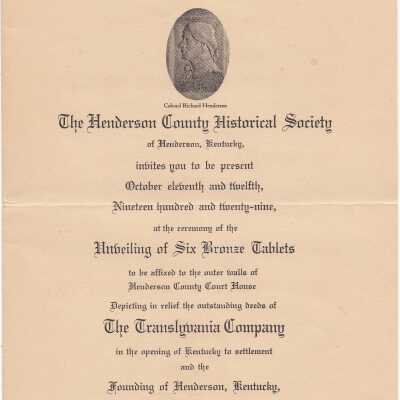 Colonel Richard Henderson
The Henderson County Historical Society
of Henderson, Kentucky,
invites you to be present
October eleventh and twelfth,
Nineteen hundred and twenty-nine,
at the ceremony of the
Unveiling of Six Bronze Tablets
to be affixed to the outer walls of
Henderson County Court House
Depicting in relief the outstanding deeds of
The Translyvania Company
in the opening of Kentucky to settlement
and the
Founding of Henderson, Kentucky,